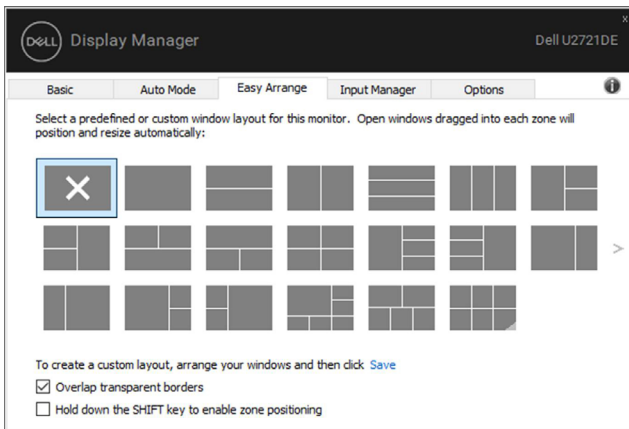 x
DELL Display Manager
Dell U2721DE
Basic Auto Mode Easy Arrange Input Manager Options
Select a predefined or custom window layout for this monitor. Open windows dragged into each zone will
position and resize automatically:
To create a custom layout, arrange your windows and then click Save
Overlap transparent borders
Hold down the SHIFT key to enable zone positioning